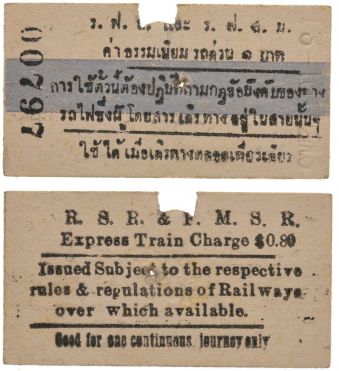 ร. ฟ. ล. และ ร. ฟ. ส. ม.
ค่าธรรมเนียม รถด่วน ๑ บาท
การใช้ตั๋วนี้ต้องปฏิบัติตามกฎข้อบังคับของทาง
รถไฟซึ่งผู้โดยสารเดิรทางอยู่ในสายนั้นๆ
ใช้ได้เมื่อเดิรทางตลอดเที่ยวเดียว
00797
R. S. R. & F. M. S. R.
Express Train Charge $0.80
Issued Subject to the respective
rules & regulations of Railways
over which available.
Good for one continuous journey only